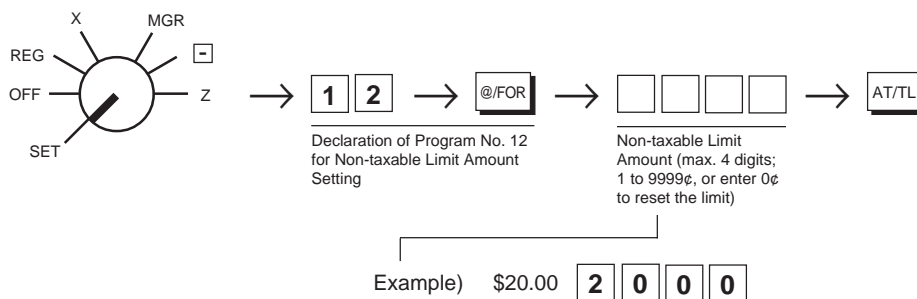 X
MGR
REG
-
OFF
Z
SET
1 2
@/FOR
AT/TL
Declaration of Program No. 12
for Non-taxable Limit Amount
Setting
Non-taxable Limit
Amount (max. 4 digits;
1 to 9999¢, or enter 0¢
to reset the limit)
Example) $20.00 2 0 0 0